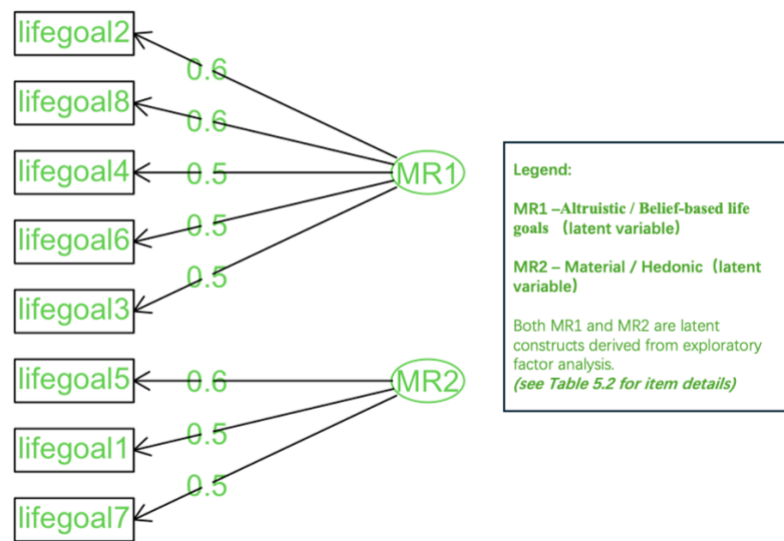 lifegoal2
0.6
lifegoal8
0.6
lifegoal4
0.5
MR1
lifegoal6
0.5
lifegoal3
0.5
lifegoal5
0.6
MR2
lifegoal1
0.5
lifegoal7
0.5
Legend:
MR1 –Altruistic / Belief-based life
goals （latent variable）
MR2 – Material / Hedonic（latent
variable）
Both MR1 and MR2 are latent
constructs derived from exploratory
factor analysis.
(see Table 5.2 for item details)